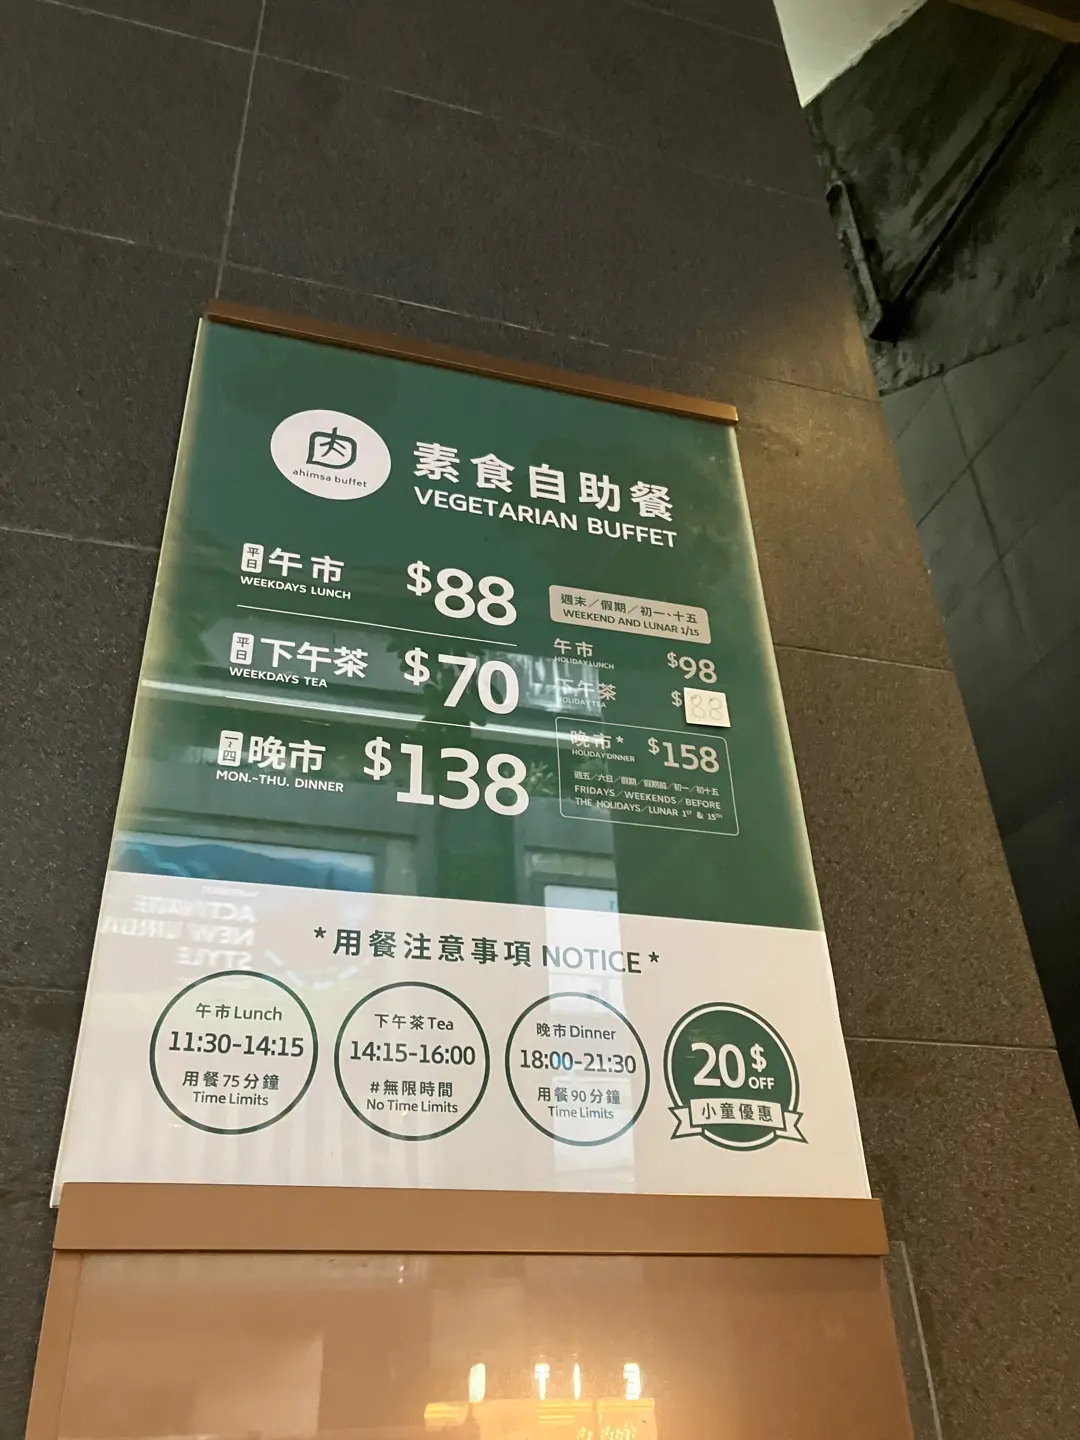 肉
ahimsa buffet
素食自助餐
VEGETARIAN BUFFET
平日 午市 $88
WEEKDAYS LUNCH
平日 下午茶 $70
WEEKDAYS TEA
一~四 晚市 $138
MON.~THU. DINNER
週末／假期／初一、十五
WEEKEND AND LUNAR 1/15
午市 $98
HOLIDAY LUNCH
下午茶 $88
HOLIDAY TEA
晚市* $158
HOLIDAY DINNER
週五／六日／假期／假期前／初一／初十五
FRIDAYS／WEEKENDS／BEFORE
THE HOLIDAYS／LUNAR 1ST & 15TH
*用餐注意事項 NOTICE*
午市 Lunch
11:30-14:15
用餐75分鐘
Time Limits
下午茶 Tea
14:15-16:00
#無限時間
No Time Limits
晚市 Dinner
18:00-21:30
用餐90分鐘
Time Limits
20$ OFF
小童優惠